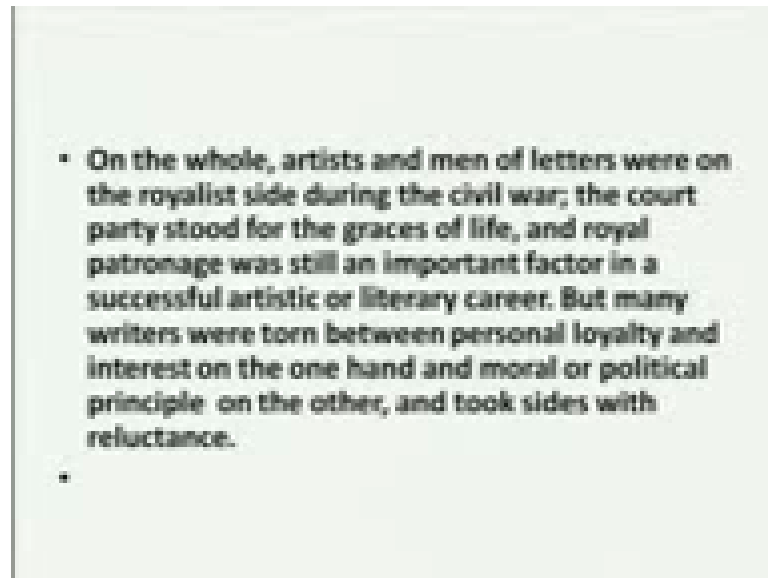 • On the whole, artists and men of letters were on
the royalist side during the civil war; the court
party stood for the graces of life, and royal
patronage was still an important factor in a
successful artistic or literary career. But many
writers were torn between personal loyalty and
interest on the one hand and moral or political
principle on the other, and took sides with
reluctance.
•